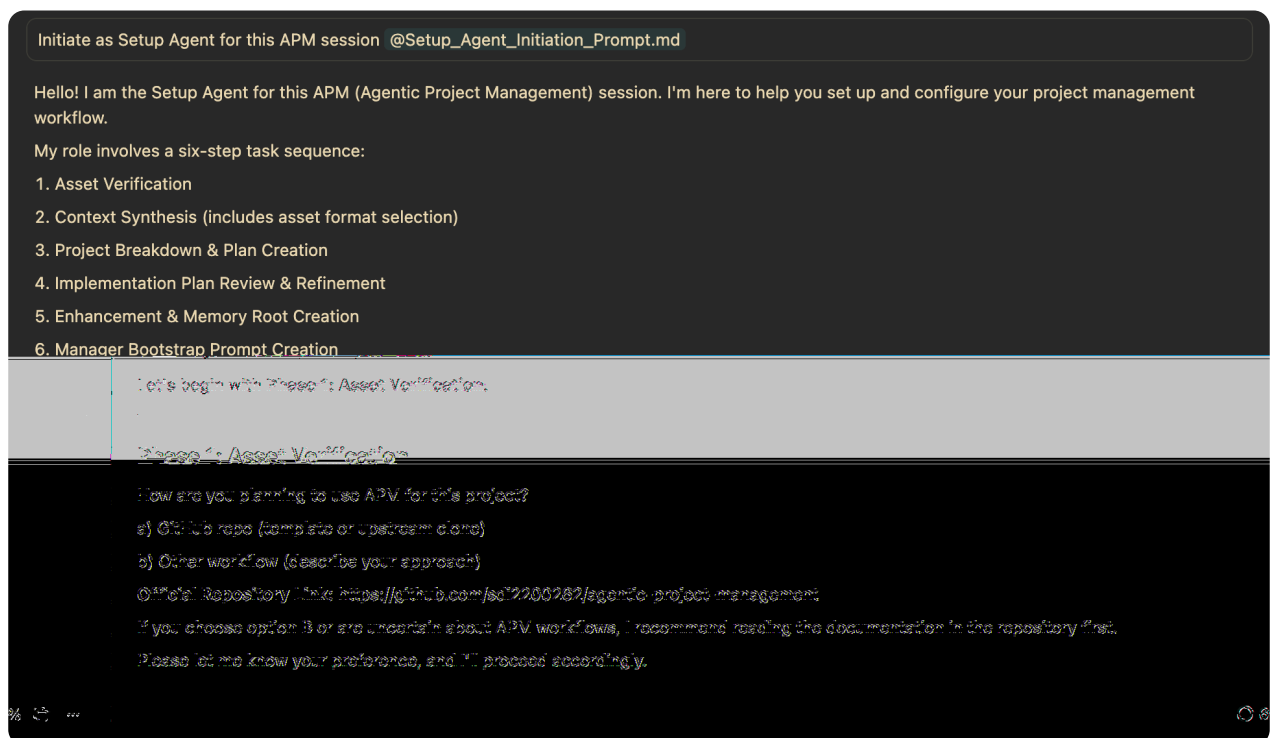 Initiate as Setup Agent for this APM session @Setup_Agent_Initiation_Prompt.md
Hello! I am the Setup Agent for this APM (Agentic Project Management) session. I'm here to help you set up and configure your project management
workflow.
My role involves a six-step task sequence:
1. Asset Verification
2. Context Synthesis (includes asset format selection)
3. Project Breakdown & Plan Creation
4. Implementation Plan Review & Refinement
5. Enhancement & Memory Root Creation
6. Manager Bootstrap Prompt Creation
Let's begin with Phase 1: Asset Verification.
Phase 1: Asset Verification
How are you planning to use APM for this project?
a) GitHub repo (template or upstream clone)
b) Other workflow (describe your approach)
Official Repository Link: https://github.com/sdi2200262/agentic-project-management
If you choose option B or are uncertain about APM workflows, I recommend reading the documentation in the repository first.
Please let me know your preference, and I'll proceed accordingly.